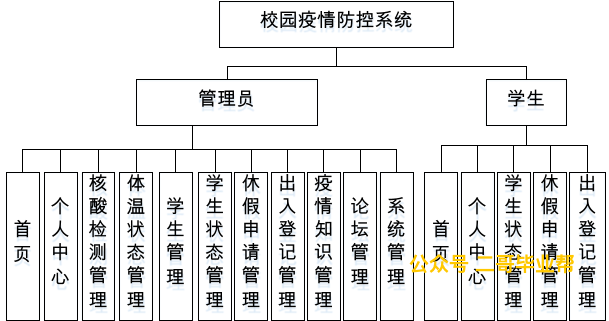 校园疫情防控系统
管理员
学生
首页
个人中心
核酸检测管理
体温状态管理
学生管理
学生状态管理
休假申请管理
出入登记管理
疫情知识管理
论坛管理
系统管理
首页
个人中心
学生状态管理
休假申请管理
出入登记管理
公众号 二哥毕业帮